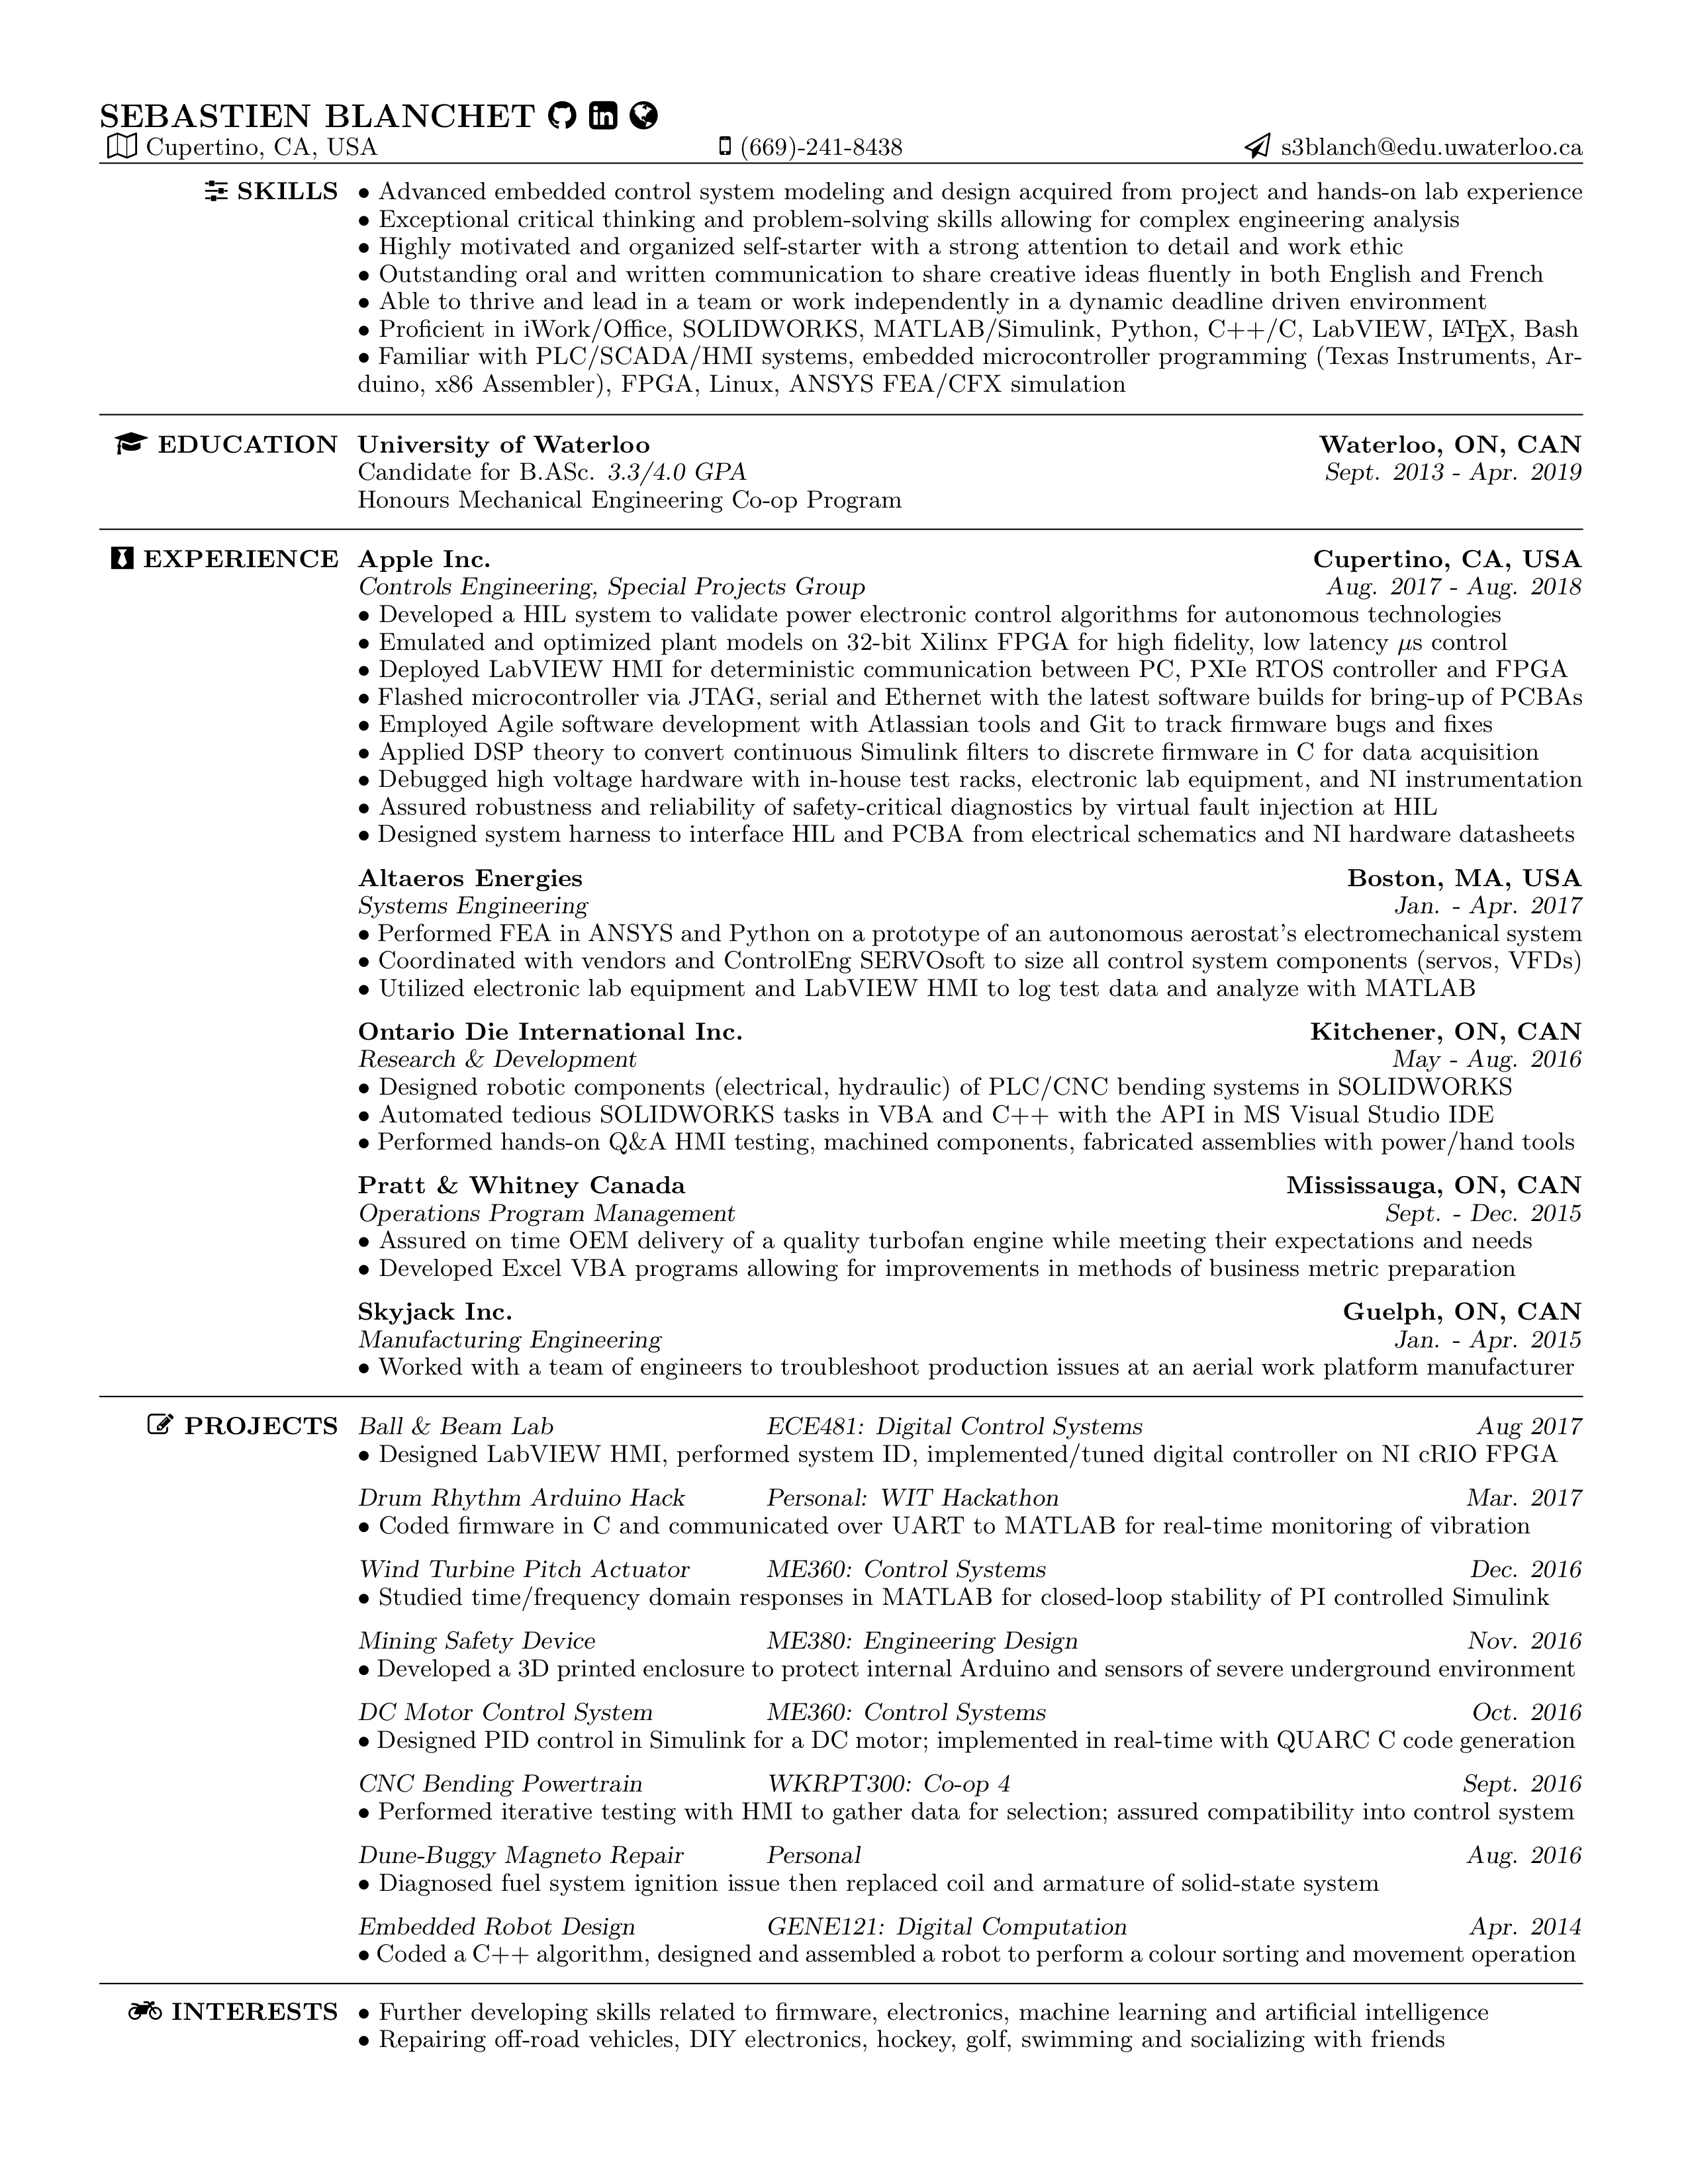 SEBASTIEN BLANCHET
Cupertino, CA, USA (669)-241-8438 s3blanch@edu.uwaterloo.ca
SKILLS • Advanced embedded control system modeling and design acquired from project and hands-on lab experience
• Exceptional critical thinking and problem-solving skills allowing for complex engineering analysis
• Highly motivated and organized self-starter with a strong attention to detail and work ethic
• Outstanding oral and written communication to share creative ideas fluently in both English and French
• Able to thrive and lead in a team or work independently in a dynamic deadline driven environment
• Proficient in iWork/Office, SOLIDWORKS, MATLAB/Simulink, Python, C++/C, LabVIEW, LATEX, Bash
• Familiar with PLC/SCADA/HMI systems, embedded microcontroller programming (Texas Instruments, Ar-
duino, x86 Assembler), FPGA, Linux, ANSYS FEA/CFX simulation
EDUCATION University of Waterloo Waterloo, ON, CAN
Candidate for B.ASc. 3.3/4.0 GPA Sept. 2013 - Apr. 2019
Honours Mechanical Engineering Co-op Program
EXPERIENCE Apple Inc. Cupertino, CA, USA
Controls Engineering, Special Projects Group Aug. 2017 - Aug. 2018
• Developed a HIL system to validate power electronic control algorithms for autonomous technologies
• Emulated and optimized plant models on 32-bit Xilinx FPGA for high fidelity, low latency μs control
• Deployed LabVIEW HMI for deterministic communication between PC, PXIe RTOS controller and FPGA
• Flashed microcontroller via JTAG, serial and Ethernet with the latest software builds for bring-up of PCBAs
• Employed Agile software development with Atlassian tools and Git to track firmware bugs and fixes
• Applied DSP theory to convert continuous Simulink filters to discrete firmware in C for data acquisition
• Debugged high voltage hardware with in-house test racks, electronic lab equipment, and NI instrumentation
• Assured robustness and reliability of safety-critical diagnostics by virtual fault injection at HIL
• Designed system harness to interface HIL and PCBA from electrical schematics and NI hardware datasheets
Altaeros Energies Boston, MA, USA
Systems Engineering Jan. - Apr. 2017
• Performed FEA in ANSYS and Python on a prototype of an autonomous aerostat's electromechanical system
• Coordinated with vendors and ControlEng SERVOsoft to size all control system components (servos, VFDs)
• Utilized electronic lab equipment and LabVIEW HMI to log test data and analyze with MATLAB
Ontario Die International Inc. Kitchener, ON, CAN
Research & Development May - Aug. 2016
• Designed robotic components (electrical, hydraulic) of PLC/CNC bending systems in SOLIDWORKS
• Automated tedious SOLIDWORKS tasks in VBA and C++ with the API in MS Visual Studio IDE
• Performed hands-on Q&A HMI testing, machined components, fabricated assemblies with power/hand tools
Pratt & Whitney Canada Mississauga, ON, CAN
Operations Program Management Sept. - Dec. 2015
• Assured on time OEM delivery of a quality turbofan engine while meeting their expectations and needs
• Developed Excel VBA programs allowing for improvements in methods of business metric preparation
Skyjack Inc. Guelph, ON, CAN
Manufacturing Engineering Jan. - Apr. 2015
• Worked with a team of engineers to troubleshoot production issues at an aerial work platform manufacturer
PROJECTS Ball & Beam Lab ECE481: Digital Control Systems Aug 2017
• Designed LabVIEW HMI, performed system ID, implemented/tuned digital controller on NI cRIO FPGA
Drum Rhythm Arduino Hack Personal: WIT Hackathon Mar. 2017
• Coded firmware in C and communicated over UART to MATLAB for real-time monitoring of vibration
Wind Turbine Pitch Actuator ME360: Control Systems Dec. 2016
• Studied time/frequency domain responses in MATLAB for closed-loop stability of PI controlled Simulink
Mining Safety Device ME380: Engineering Design Nov. 2016
• Developed a 3D printed enclosure to protect internal Arduino and sensors of severe underground environment
DC Motor Control System ME360: Control Systems Oct. 2016
• Designed PID control in Simulink for a DC motor; implemented in real-time with QUARC C code generation
CNC Bending Powertrain WKRPT300: Co-op 4 Sept. 2016
• Performed iterative testing with HMI to gather data for selection; assured compatibility into control system
Dune-Buggy Magneto Repair Personal Aug. 2016
• Diagnosed fuel system ignition issue then replaced coil and armature of solid-state system
Embedded Robot Design GENE121: Digital Computation Apr. 2014
• Coded a C++ algorithm, designed and assembled a robot to perform a colour sorting and movement operation
INTERESTS • Further developing skills related to firmware, electronics, machine learning and artificial intelligence
• Repairing off-road vehicles, DIY electronics, hockey, golf, swimming and socializing with friends